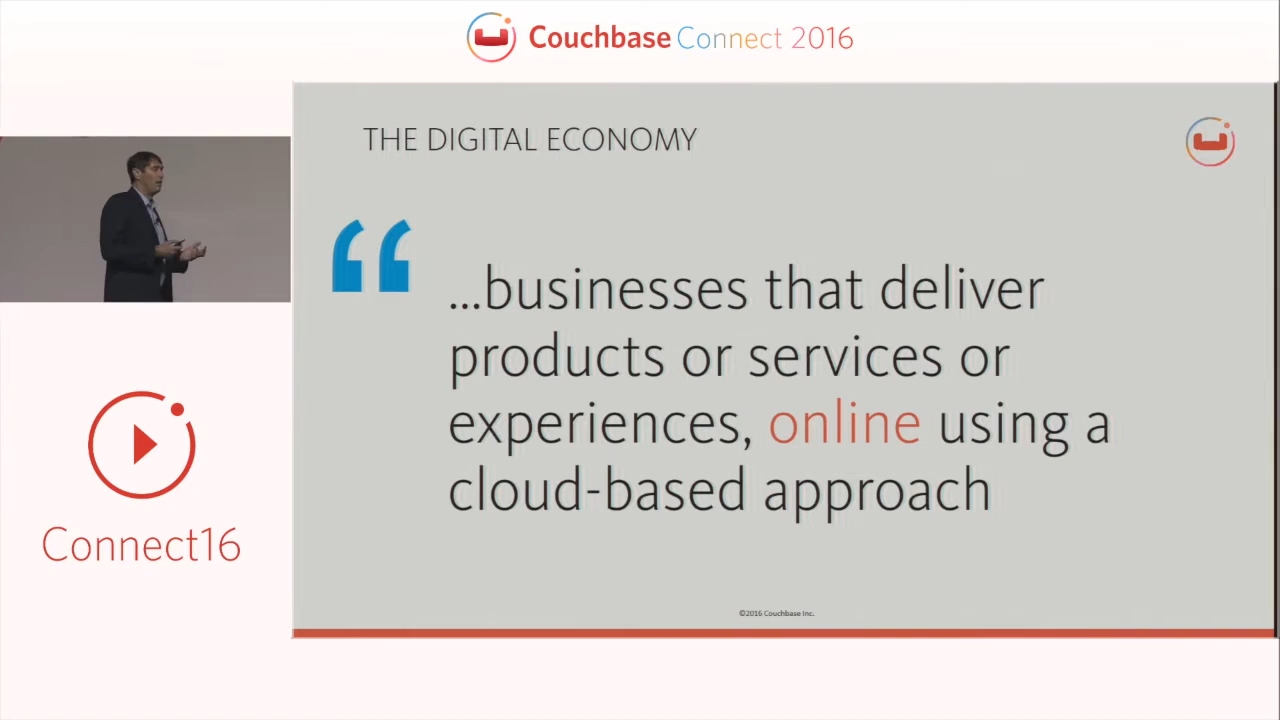 Couchbase Connect 2016
THE DIGITAL ECONOMY
“
...businesses that deliver
products or services or
experiences, online using a
cloud-based approach
Connect16
©2016 Couchbase Inc.